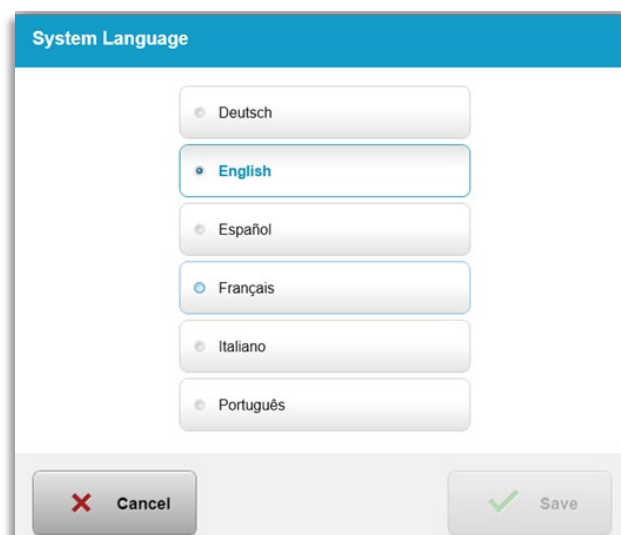 System Language
Deutsch
English
Español
Français
Italiano
Português
Cancel
Save